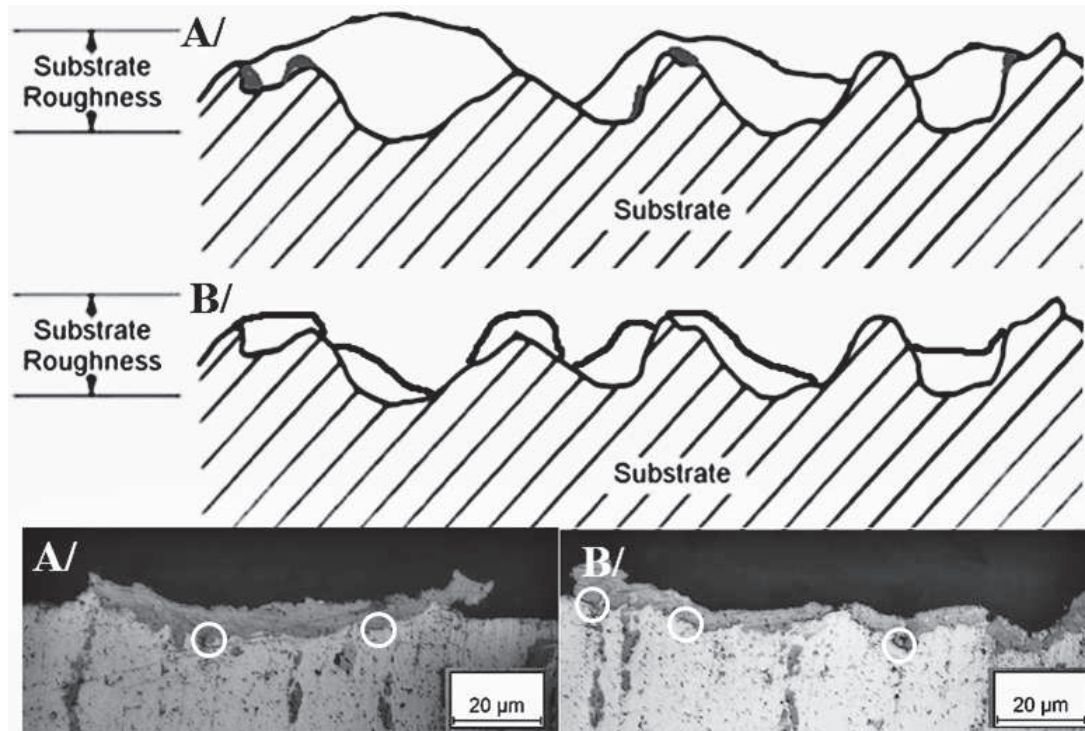 A/
Substrate
Roughness
Substrate
B/
Substrate
Roughness
Substrate
A/
20 µm
B/
20 µm